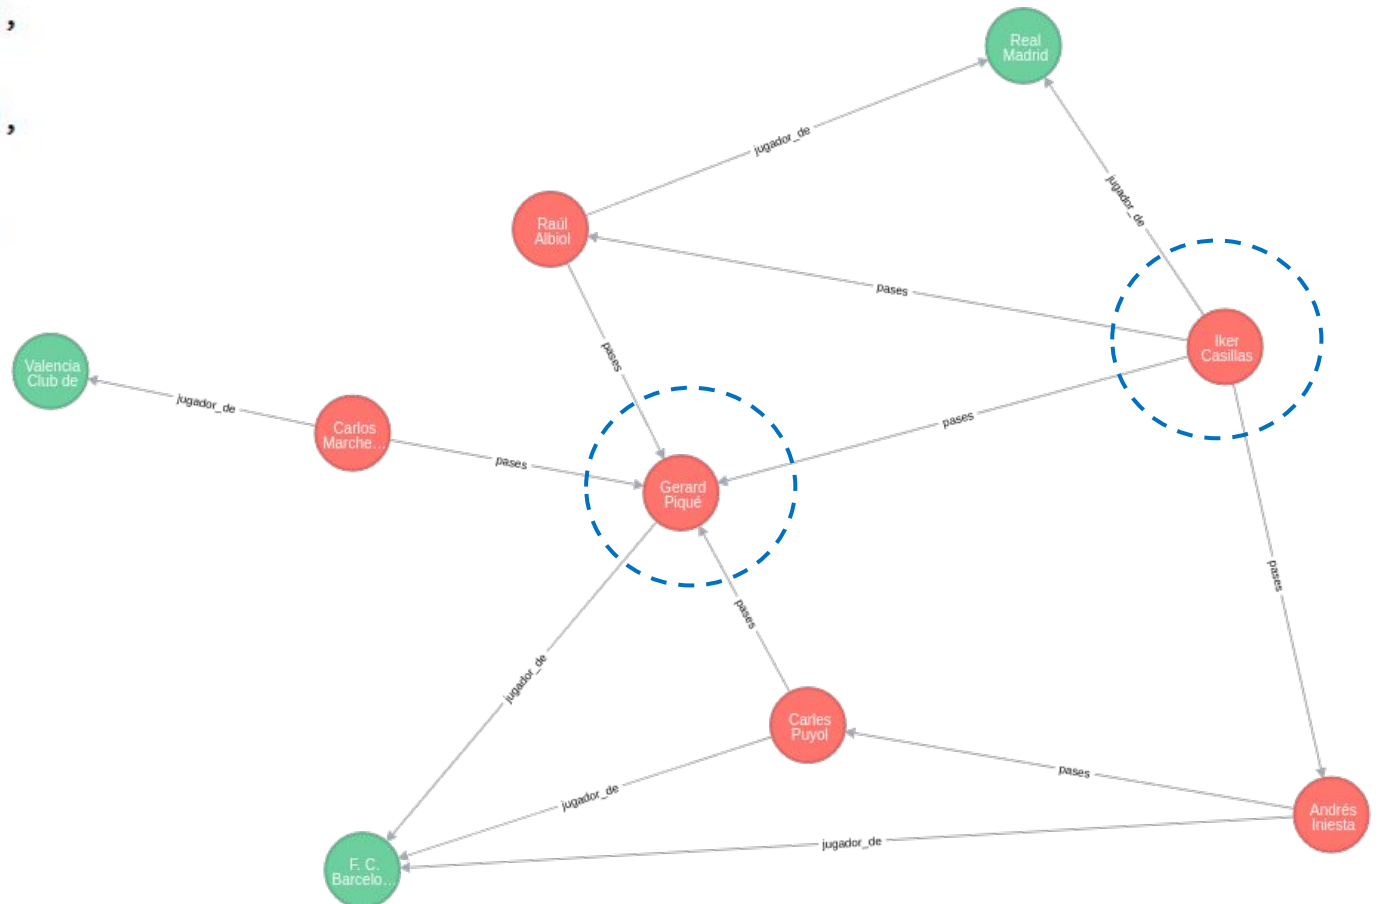 ,
,
Real
Madrid
jugador_de
jugador_de
Raúl
Albiol
pases
Iker
Casillas
pases
Valencia
Club de
jugador_de
Carlos
Marche...
pases
pases
Gerard
Piqué
pases
pases
jugador_de
Carles
Puyol
pases
jugador_de
Andrés
Iniesta
jugador_de
F. C.
Barcelo...